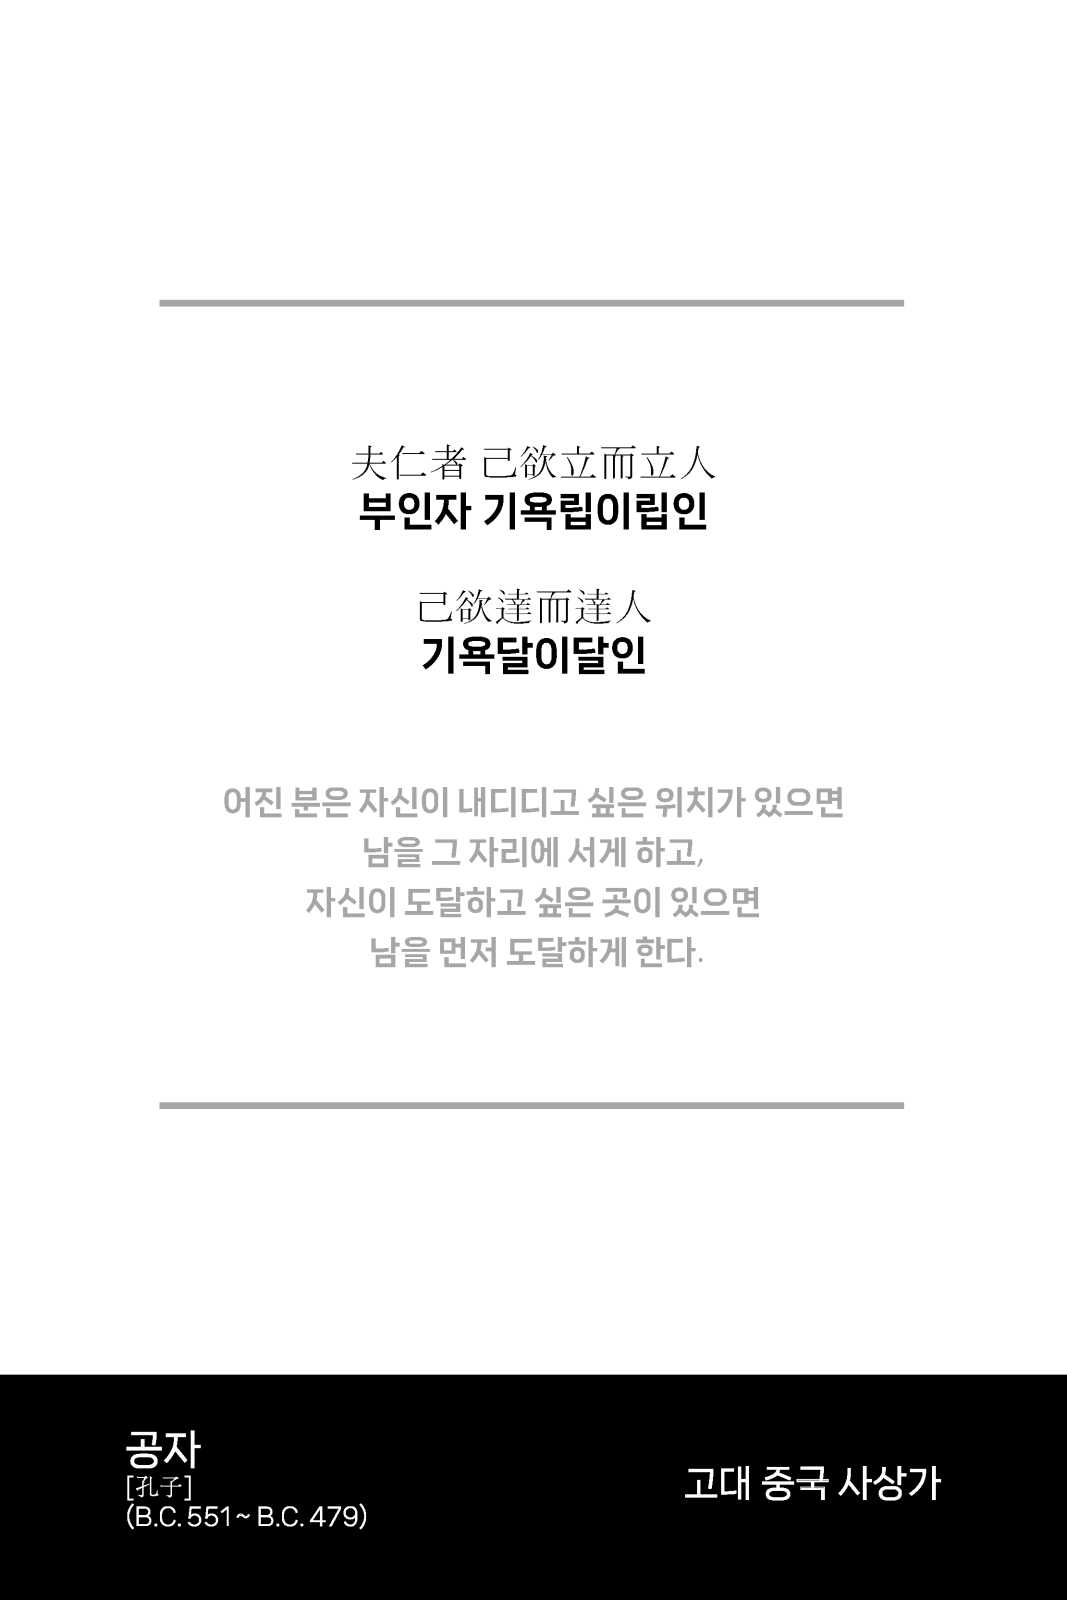 夫仁者 己欲立而立人
부인자 기욕립이립인
己欲達而達人
기욕달이달인
어진 분은 자신이 내디디고 싶은 위치가 있으면
남을 그 자리에 서게 하고,
자신이 도달하고 싶은 곳이 있으면
남을 먼저 도달하게 한다.
공자
[孔子]
(B.C. 551 ~ B.C. 479)
고대 중국 사상가